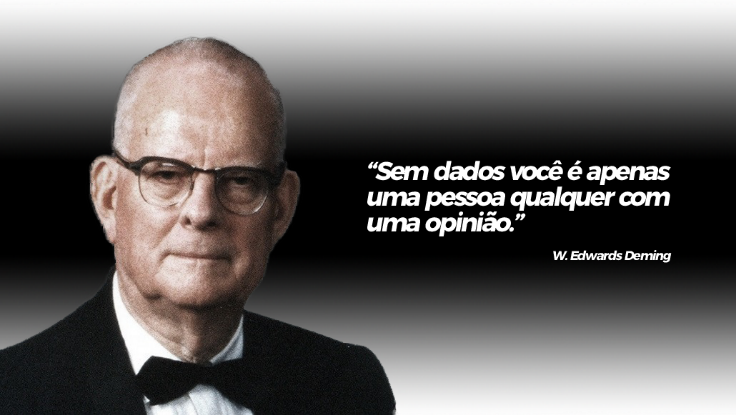 “Sem dados você é apenas
uma pessoa qualquer com
uma opinião.”
W. Edwards Deming